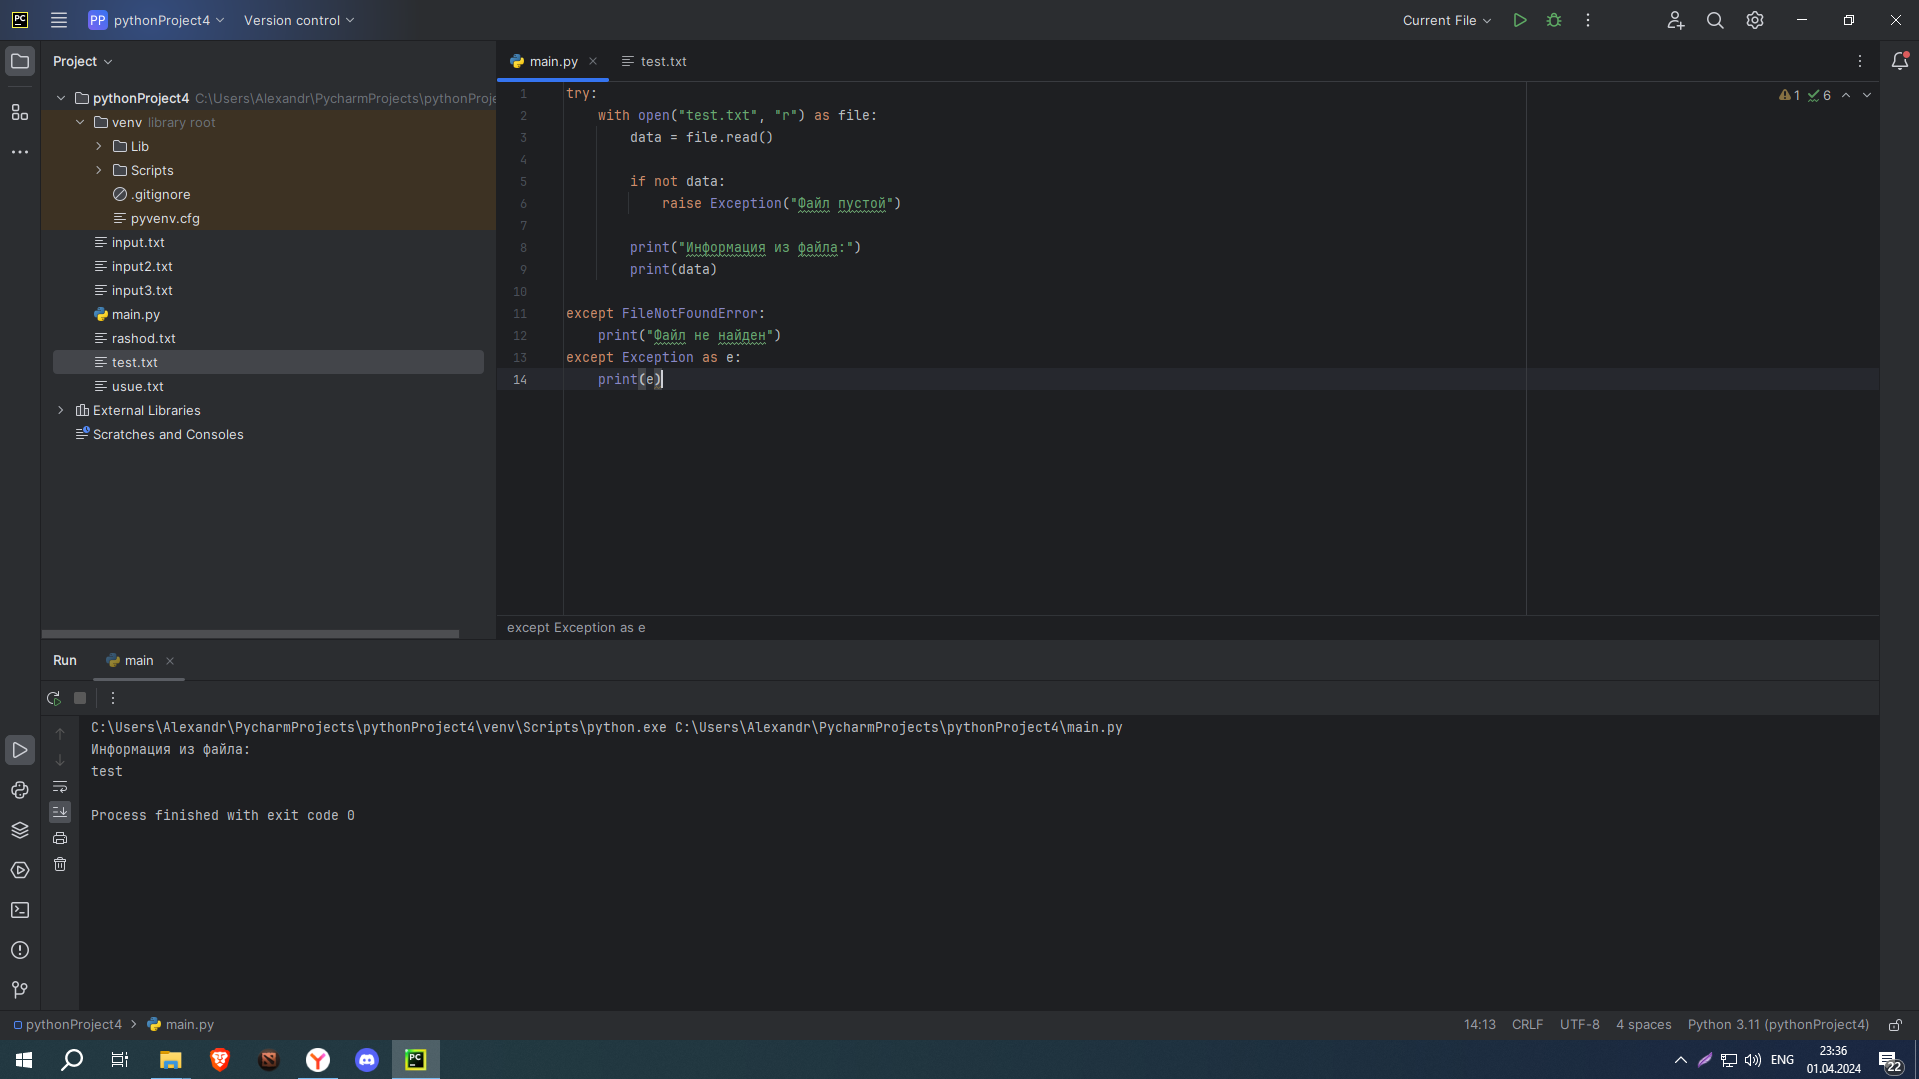 PC
PP pythonProject4
Version control
Current File
Project
main.py
test.txt
pythonProject4 C:\Users\Alexandr\PycharmProjects\pythonProje
venv library root
Lib
Scripts
.gitignore
pyvenv.cfg
input.txt
input2.txt
input3.txt
main.py
rashod.txt
test.txt
usue.txt
External Libraries
Scratches and Consoles
1 try:
2 with open("test.txt", "r") as file:
3 data = file.read()
4
5 if not data:
6 raise Exception("Файл пустой")
7
8 print("Информация из файла:")
9 print(data)
10
11 except FileNotFoundError:
12 print("Файл не найден")
13 except Exception as e:
14 print(e)
1 6
except Exception as e
Run main
C:\Users\Alexandr\PycharmProjects\pythonProject4\venv\Scripts\python.exe C:\Users\Alexandr\PycharmProjects\pythonProject4\main.py
Информация из файла:
test
Process finished with exit code 0
pythonProject4 > main.py
14:13 CRLF UTF-8 4 spaces Python 3.11 (pythonProject4)
PC
ENG
23:36
01.04.2024
22